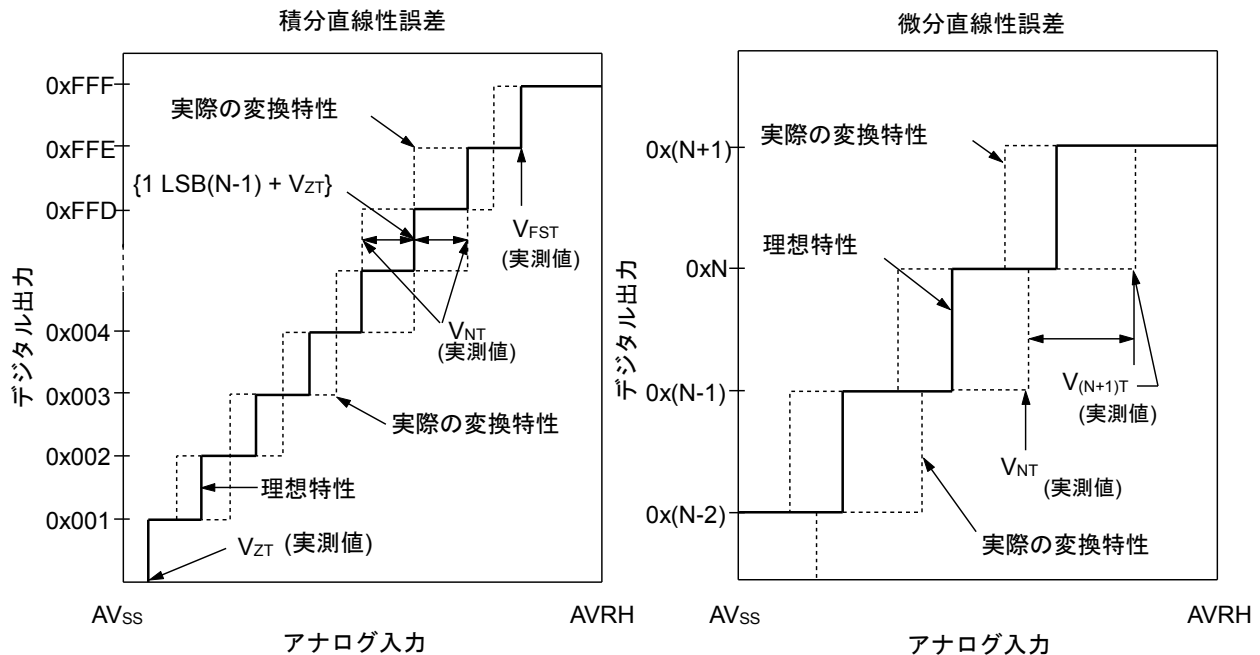 積分直線性誤差
0xFFF
0xFFE
0xFFD
0x004
0x003
0x002
0x001
デジタル出力
実際の変換特性
{1 LSB(N-1) + VZT}
VFST
(実測値)
VNT
(実測値)
実際の変換特性
理想特性
VZT (実測値)
AVSS
AVRH
アナログ入力
微分直線性誤差
0x(N+1)
0xN
0x(N-1)
0x(N-2)
デジタル出力
実際の変換特性
理想特性
V(N+1)T
(実測値)
VNT
(実測値)
実際の変換特性
AVSS
AVRH
アナログ入力